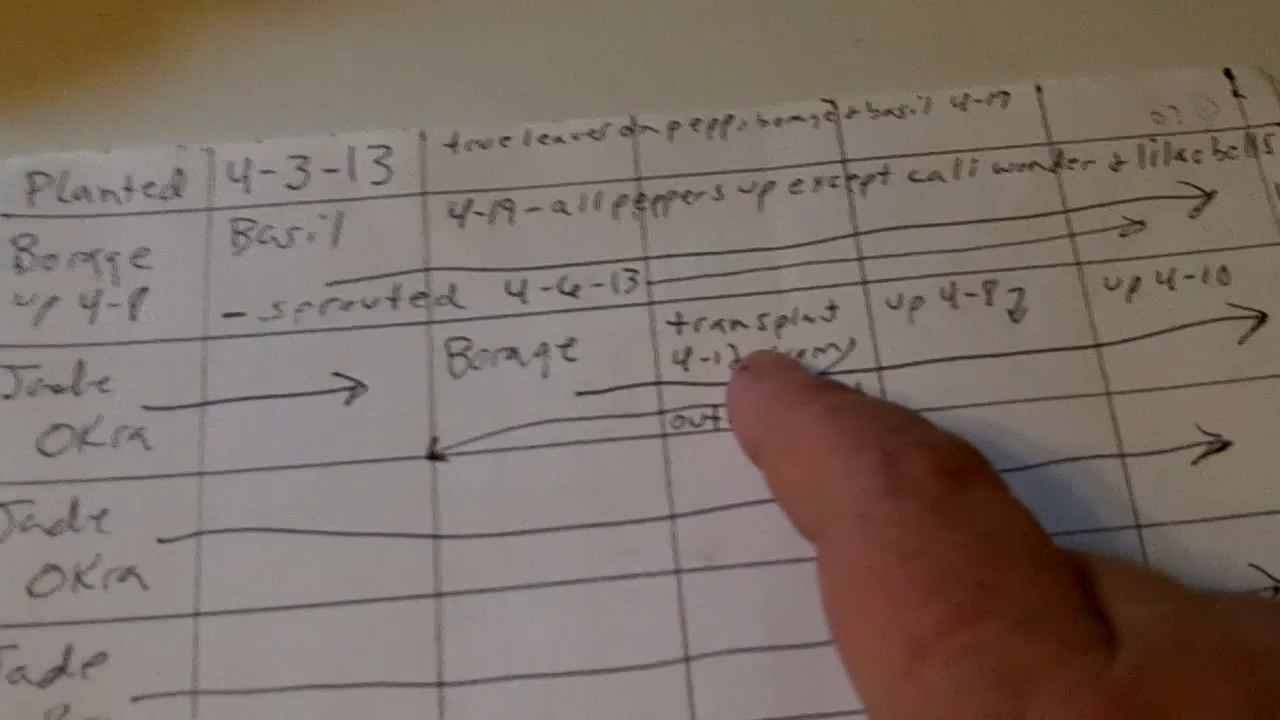 true leaves on pepp, borage & basil 4-19
Planted 4-3-13
4-19-all peppers up except cali wonder & lilac bells
Borage Basil
up 4-8 - sprouted 4-6-13
transplat up 4-8 up 4-10
Jade Borage
OKra out
Jade
OKra
Jade